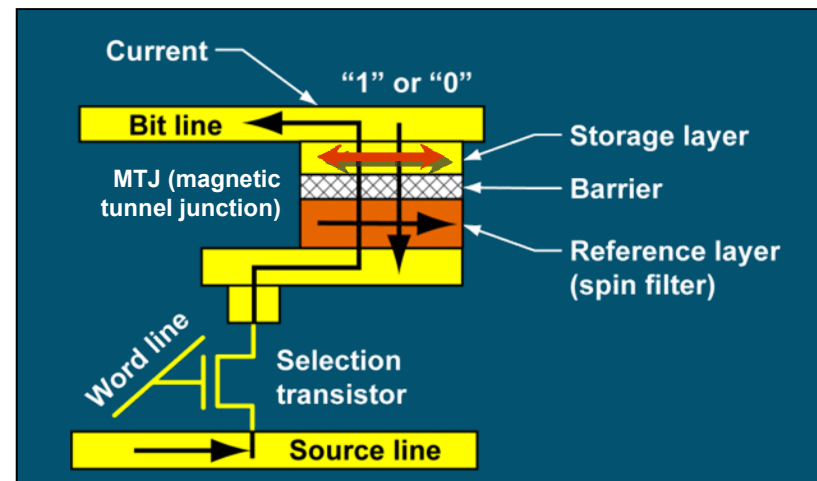 Current
“1” or “0”
Bit line
Storage layer
MTJ (magnetic
tunnel junction)
Barrier
Reference layer
(spin filter)
Word line
Selection
transistor
Source line